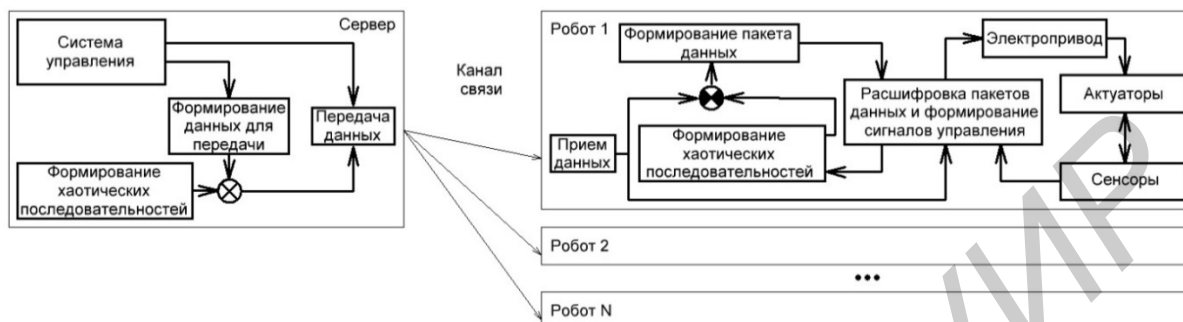 Сервер
Система
управления
Формирование
данных для
передачи
Передача
данных
Формирование
хаотических
последовательностей
Канал
связи
Робот 1
Формирование пакета
данных
Электропривод
Расшифровка пакетов
данных и формирование
сигналов управления
Актуаторы
Прием
данных
Формирование
хаотических
последовательностей
Сенсоры
Робот 2
...
Робот N
УИР